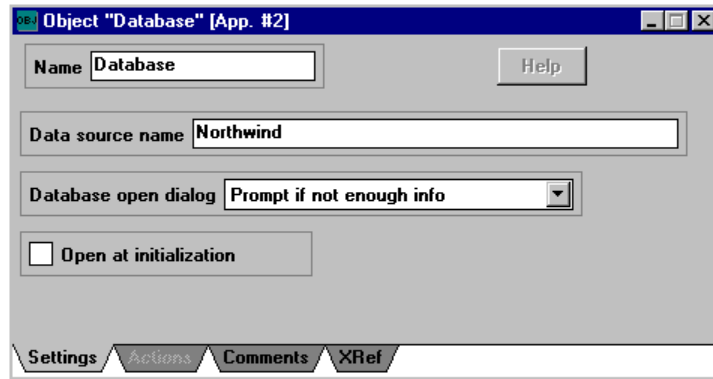 OBJ Object "Database" [App. #2]
Name Database Help
Data source name Northwind
Database open dialog Prompt if not enough info
Open at initialization
Settings Actions Comments XRef